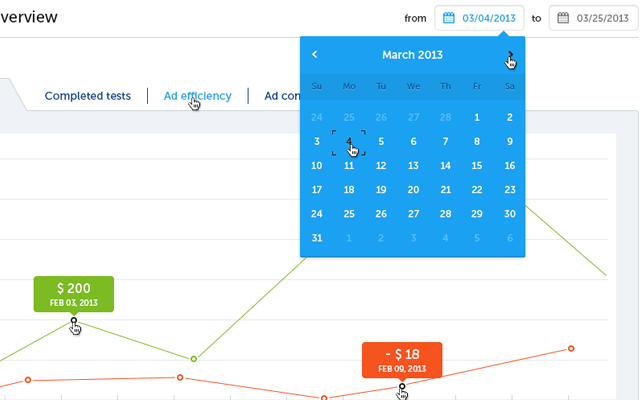 verview
from 03/04/2013 to 03/25/2013
March 2013
Su Mo Tu We Th Fr Sa
24 25 26 27 28 1 2
3 4 5 6 7 8 9
10 11 12 13 14 15 16
17 18 19 20 21 22 23
24 25 26 27 28 29 30
31 1 2 3 4 5 6
Completed tests
Ad efficiency
Ad con
$ 200
FEB 03, 2013
- $ 18
FEB 09, 2013